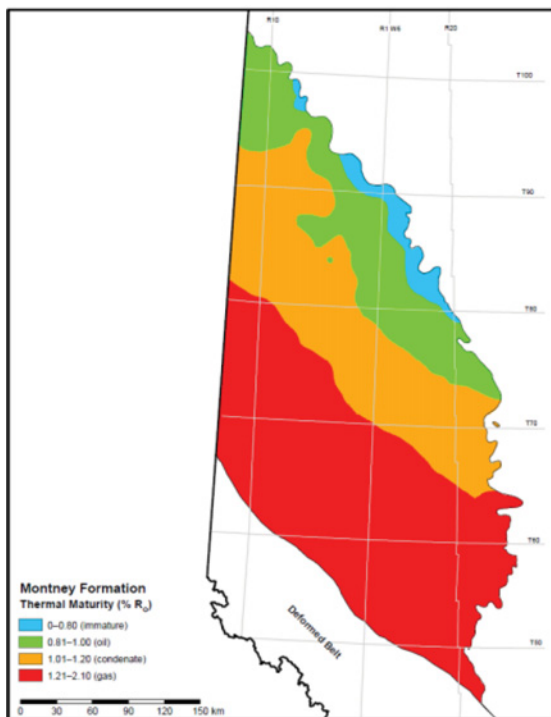 R10
R1 W6
R20
T100
T90
T80
T70
T60
T50
Deformed Belt
Montney Formation
Thermal Maturity (% Ro)
0–0.80 (immature)
0.81–1.00 (oil)
1.01–1.20 (condensate)
1.21–2.10 (gas)
0 30 60 90 120 150 km